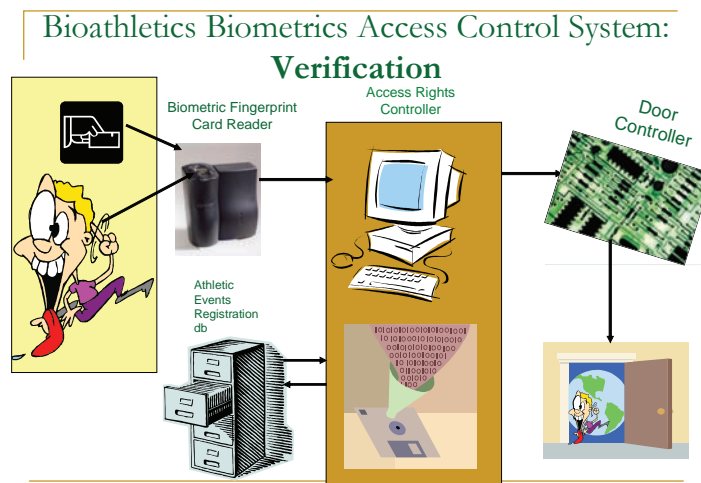 Bioathletics Biometrics Access Control System:
Verification
Biometric Fingerprint
Card Reader
Access Rights
Controller
Door
Controller
Athletic
Events
Registration
db